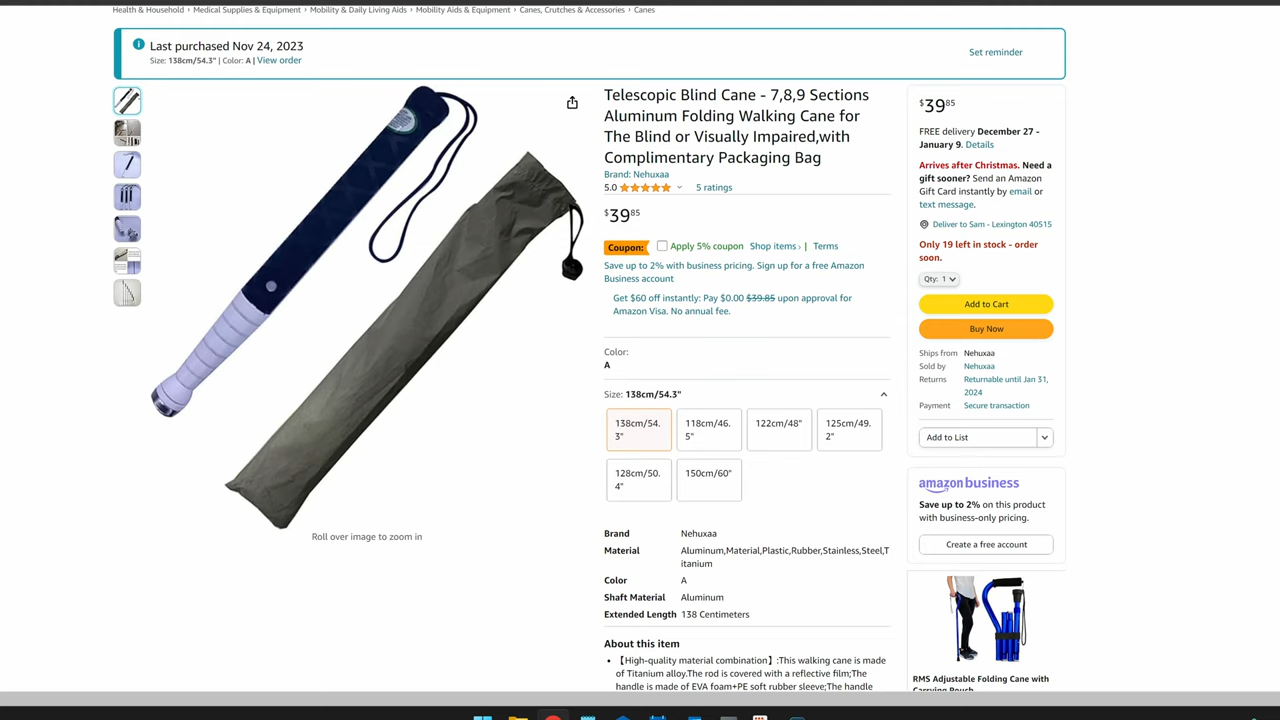 Health & Household › Medical Supplies & Equipment › Mobility & Daily Living Aids › Mobility Aids & Equipment › Canes, Crutches & Accessories › Canes
Last purchased Nov 24, 2023
Size: 138cm/54.3" | Color: A | View order
Set reminder
Telescopic Blind Cane - 7,8,9 Sections
Aluminum Folding Walking Cane for
The Blind or Visually Impaired,with
Complimentary Packaging Bag
Brand: Nehuxaa
5.0
5 ratings
$39 85
Coupon:
Apply 5% coupon Shop items › | Terms
Save up to 2% with business pricing. Sign up for a free Amazon
Business account
Get $60 off instantly: Pay $0.00 $39.85 upon approval for
Amazon Visa. No annual fee.
Color:
A
Size: 138cm/54.3"
138cm/54.
3"
118cm/46.
5"
122cm/48"
125cm/49.
2"
128cm/50.
4"
150cm/60"
Brand Nehuxaa
Material Aluminum,Material,Plastic,Rubber,Stainless,Steel,T
itanium
Color A
Shaft Material Aluminum
Extended Length 138 Centimeters
About this item
• 【High-quality material combination】:This walking cane is made
of Titanium alloy.The rod is covered with a reflective film;The
handle is made of EVA foam+PE soft rubber sleeve;The handle
Roll over image to zoom in
$39 85
FREE delivery December 27 -
January 9. Details
Arrives after Christmas. Need a
gift sooner? Send an Amazon
Gift Card instantly by email or
text message.
Deliver to Sam - Lexington 40515
Only 19 left in stock - order
soon.
Qty: 1
Add to Cart
Buy Now
Ships from Nehuxaa
Sold by Nehuxaa
Returns Returnable until Jan 31,
2024
Payment Secure transaction
Add to List
amazon business
Save up to 2% on this product
with business-only pricing.
Create a free account
RMS Adjustable Folding Cane with
Carrying Pouch